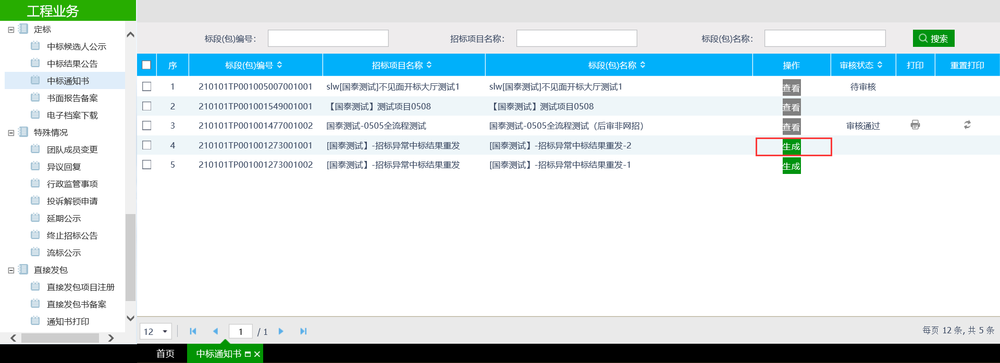 工程业务
定标
中标候选人公示
中标结果公告
中标通知书
书面报告备案
电子档案下载
特殊情况
团队成员变更
异议回复
行政监管事项
投诉解锁申请
延期公示
终止招标公告
流标公示
直接发包
直接发包项目注册
直接发包书备案
通知书打印
标段(包)编号： 招标项目名称： 标段(包)名称： 搜索
序 标段(包)编号 招标项目名称 标段(包)名称 操作 审核状态 打印 重置打印
1 210101TP001005007001001 slw[国泰测试]不见面开标大厅测试1 slw[国泰测试]不见面开标大厅测试1 查看 待审核
2 210101TP001001549001001 【国泰测试】测试项目0508 【国泰测试】测试项目0508 查看
3 210101TP001001477001002 国泰测试-0505全流程测试 国泰测试-0505全流程测试（后审非网招） 查看 审核通过
4 210101TP001001273001001 [国泰测试】-招标异常中标结果重发 [国泰测试】-招标异常中标结果重发-2 生成
5 210101TP001001273001002 [国泰测试】-招标异常中标结果重发 [国泰测试】-招标异常中标结果重发-1 生成
12 1 / 1 每页 12 条, 共 5 条
首页 中标通知书